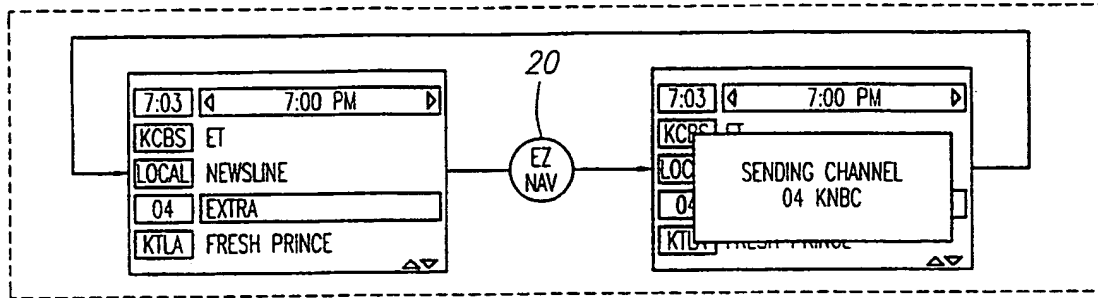 20
7:03 7:00 PM
KCBS ET
LOCAL NEWSLINE
04 EXTRA
KTLA FRESH PRINCE
EZ
NAV
7:03 7:00 PM
SENDING CHANNEL
04 KNBC